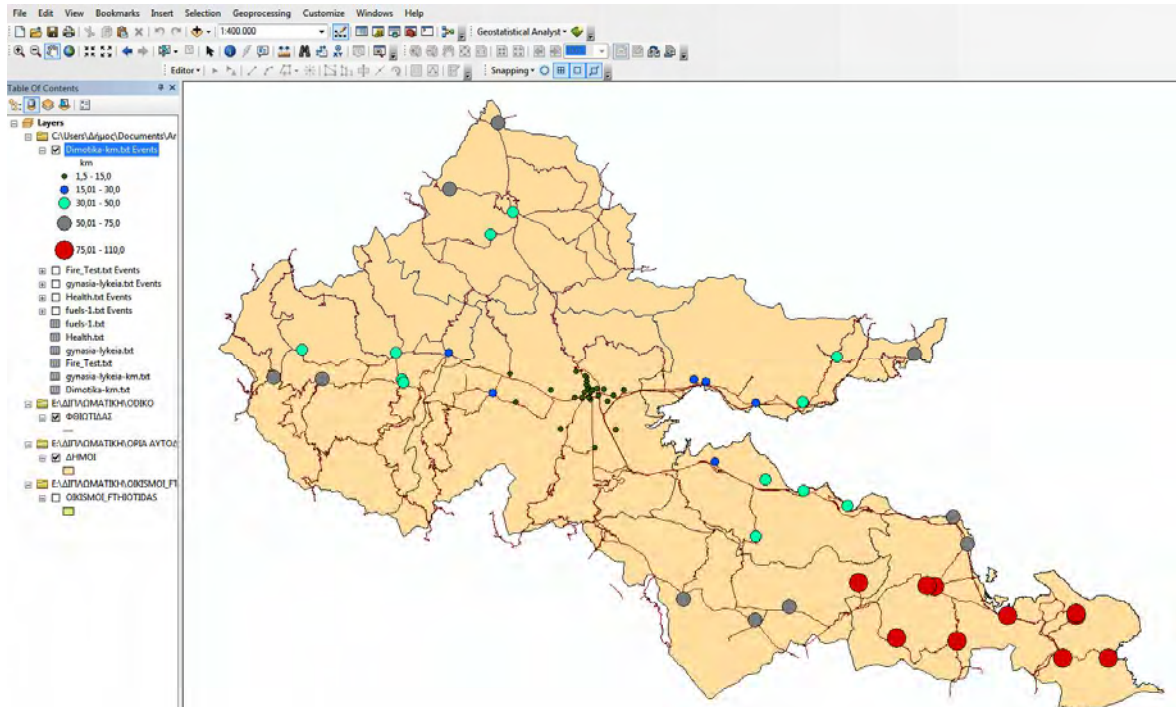 File Edit View Bookmarks Insert Selection Geoprocessing Customize Windows Help
1:400.000 Geostatistical Analyst
Editor Snapping
Table Of Contents
Layers
C:\Users\Δήμος\Documents\Ar
Dimotika-km.txt Events
km
1,5 - 15,0
15,01 - 30,0
30,01 - 50,0
50,01 - 75,0
75,01 - 110,0
Fire_Test.txt Events
gynasia-lykeia.txt Events
Health.txt Events
fuels-1.txt Events
fuels-1.txt
Health.txt
gynasia-lykeia.txt
Fire_Test.txt
gynasia-lykeia-km.txt
Dimotika-km.txt
E:\ΔΙΠΛΩΜΑΤΙΚΗ\ODIKO
ΦΘΙΩΤΙΔΑΣ
E:\ΔΙΠΛΩΜΑΤΙΚΗ\ΟΡΙΑ ΑΥΤΟΔ
ΔΗΜΟΙ
E:\ΔΙΠΛΩΜΑΤΙΚΗ\OIKISMOI_FT
OIKISMOI_FTHIOTIDAS